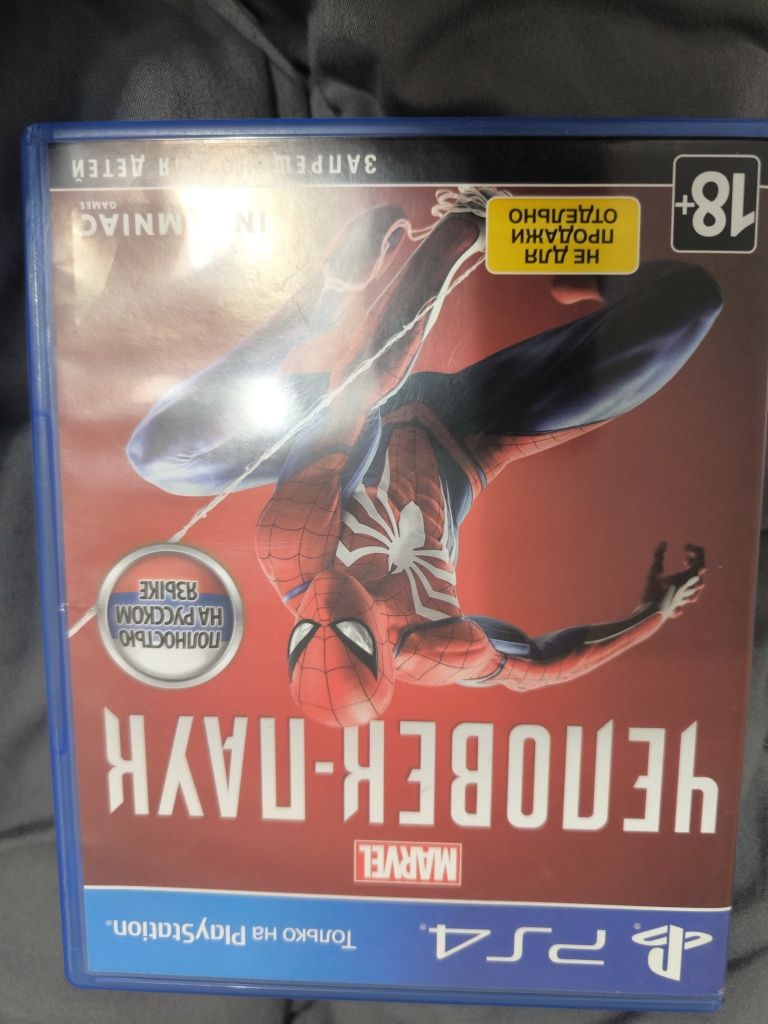 PS4
Только на PlayStation
MARVEL
ЧЕЛОВЕК-ПАУК
ПОЛНОСТЬЮ
НА РУССКОМ
ЯЗЫКЕ
НЕ ДЛЯ
ПРОДАЖИ
ОТДЕЛЬНО
18+
INSOMNIAC
GAMES
ЗАПРЕЩЕНО ДЛЯ ДЕТЕЙ